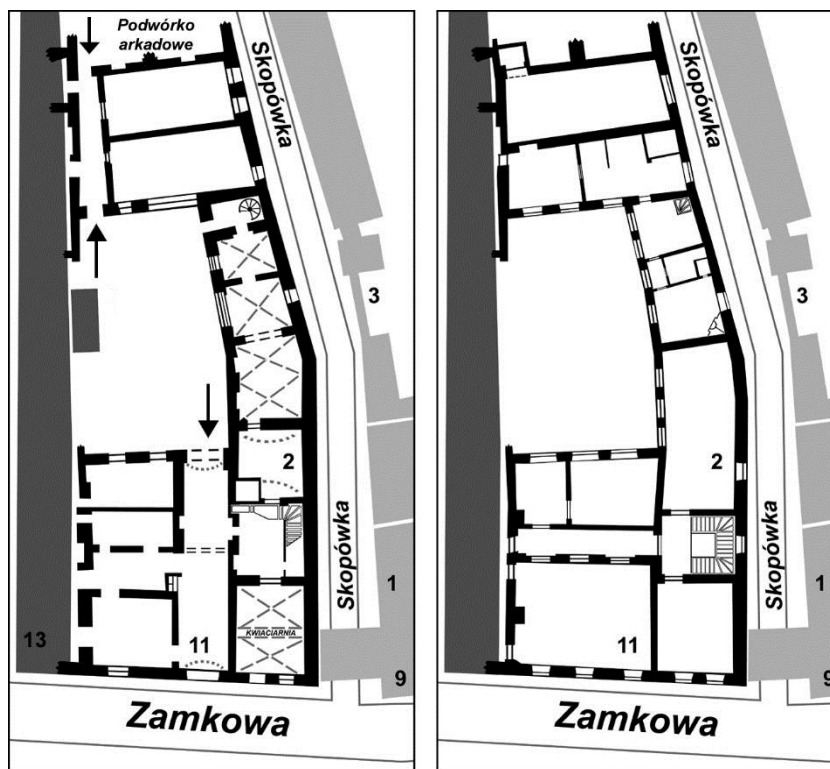 Podwórko
arkadowe
Skopówka
3
2
Skopówka
1
KWIACIARNIA
11
13
9
Zamkowa
Skopówka
3
2
Skopówka
1
11
9
Zamkowa